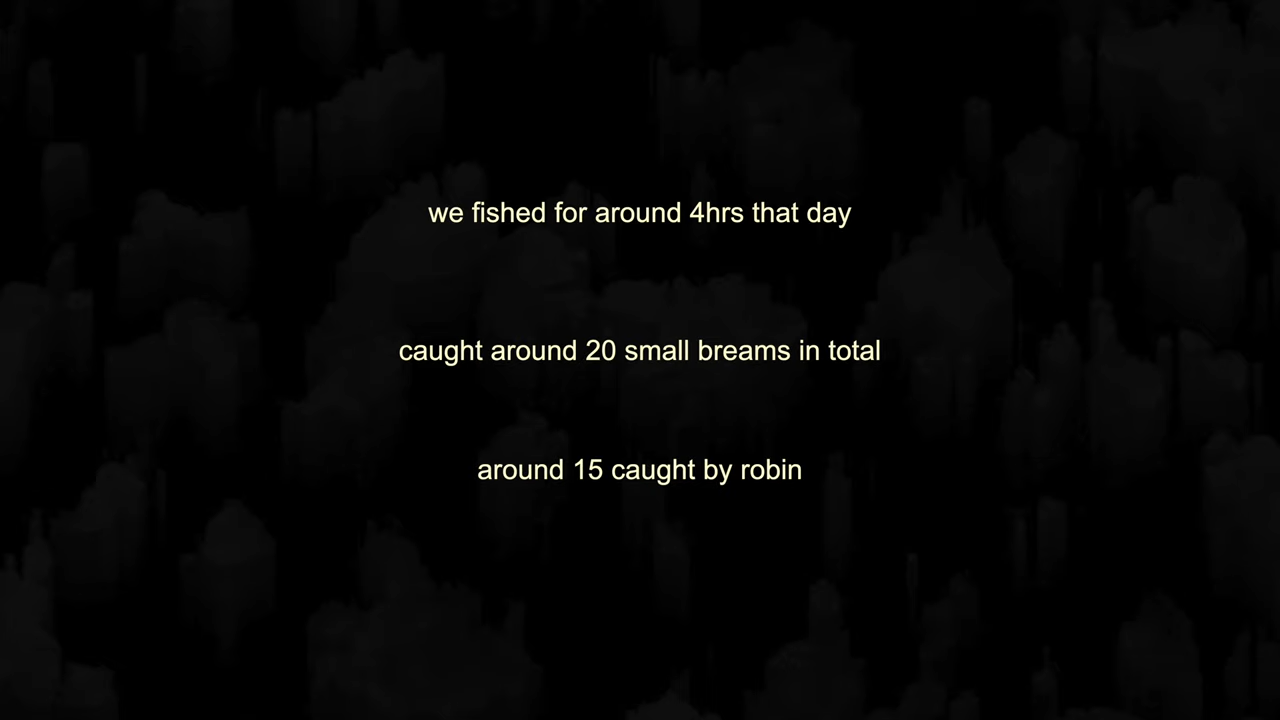 we fished for around 4hrs that day
caught around 20 small breams in total
around 15 caught by robin